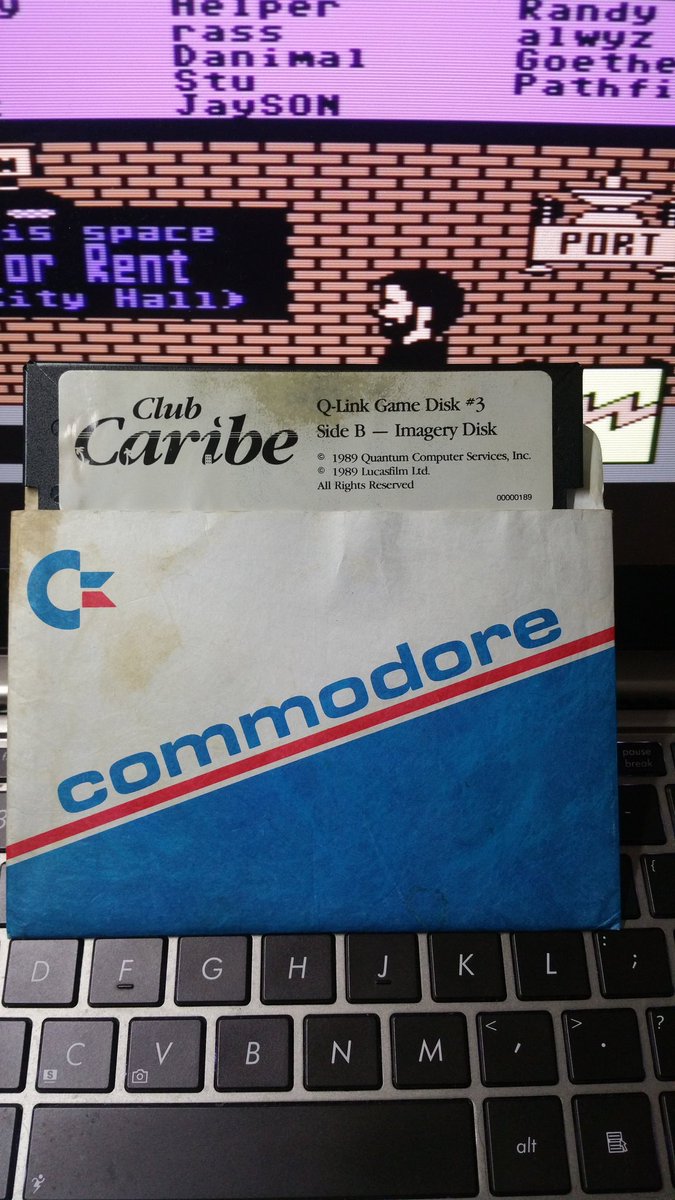 Helper
Randy
rass
alwyz
Danimal
Goethe
Stu
Pathfi
JaySON
is space
or Rent
City Hall>
PORT
Club
Caribe
Q-Link Game Disk #3
Side B — Imagery Disk
© 1989 Quantum Computer Services, Inc.
© 1989 Lucasfilm Ltd.
All Rights Reserved
00000189
commodore
pause
break
D F G H J K L : ;
C V B N M < , > . ?
S
alt